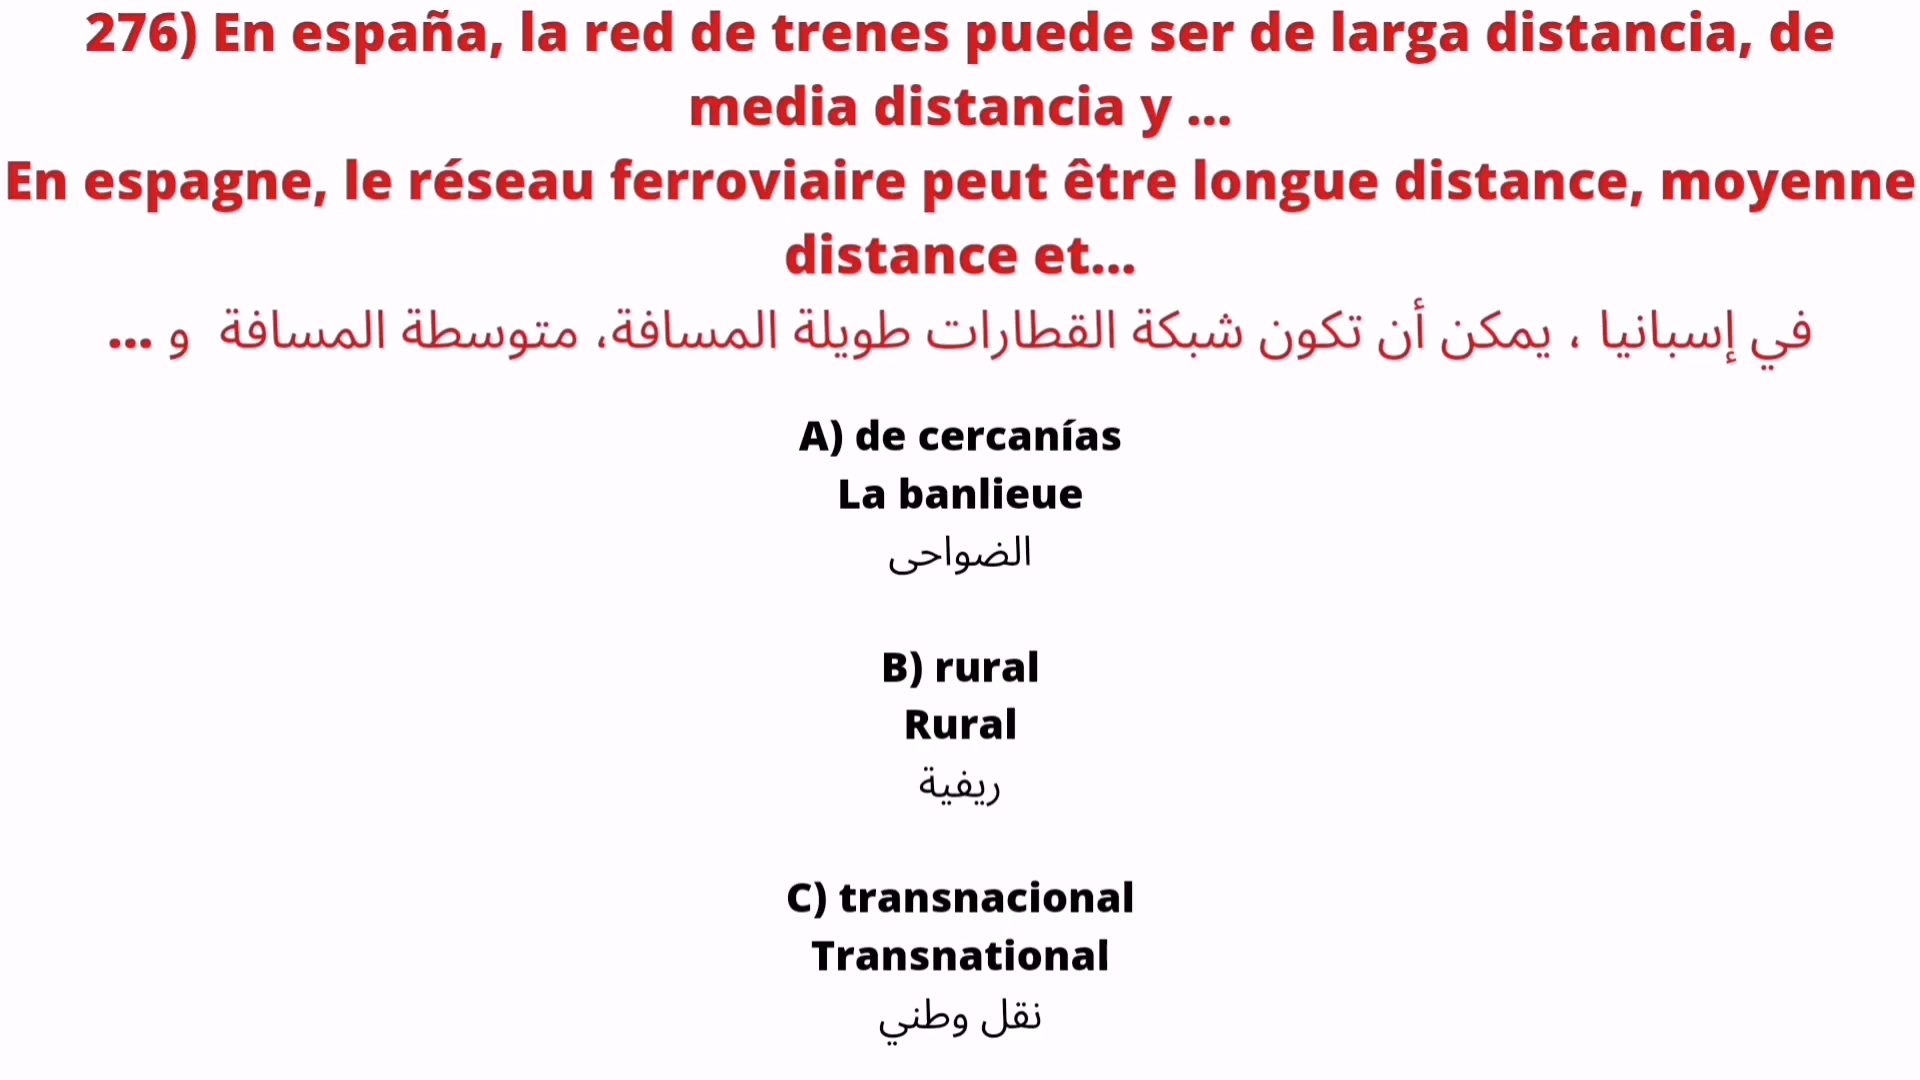 276) En españa, la red de trenes puede ser de larga distancia, de
media distancia y ...
En espagne, le réseau ferroviaire peut être longue distance, moyenne
distance et...
في إسبانيا ، يمكن أن تكون شبكة القطارات طويلة المسافة، متوسطة المسافة و ...
A) de cercanías
La banlieue
الضواحى
B) rural
Rural
ريفية
C) transnacional
Transnational
نقل وطني